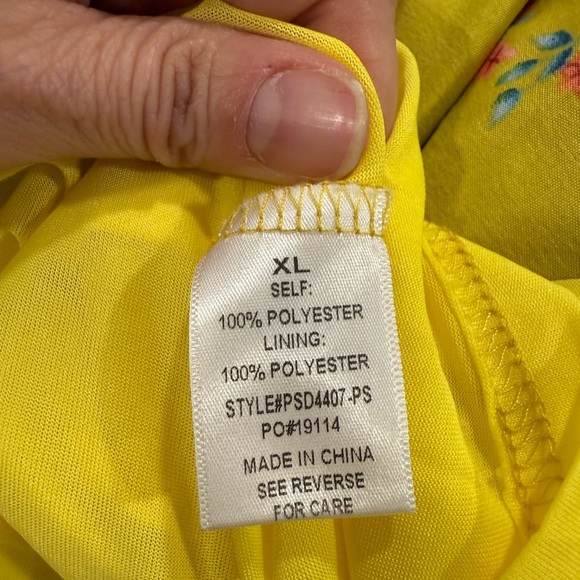 XL
SELF:
100% POLYESTER
LINING:
100% POLYESTER
STYLE#PSD4407-PS
PO#19114
MADE IN CHINA
SEE REVERSE
FOR CARE